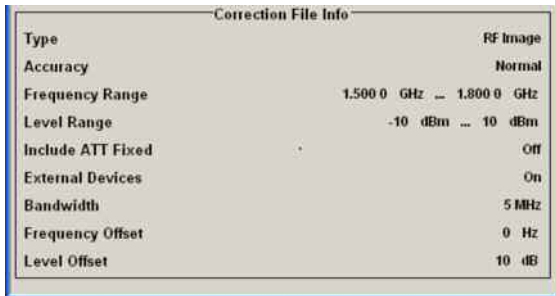 Correction File Info
Type RF Image
Accuracy Normal
Frequency Range 1.500 0 GHz ... 1.800 0 GHz
Level Range -10 dBm ... 10 dBm
Include ATT Fixed Off
External Devices On
Bandwidth 5 MHz
Frequency Offset 0 Hz
Level Offset 10 dB